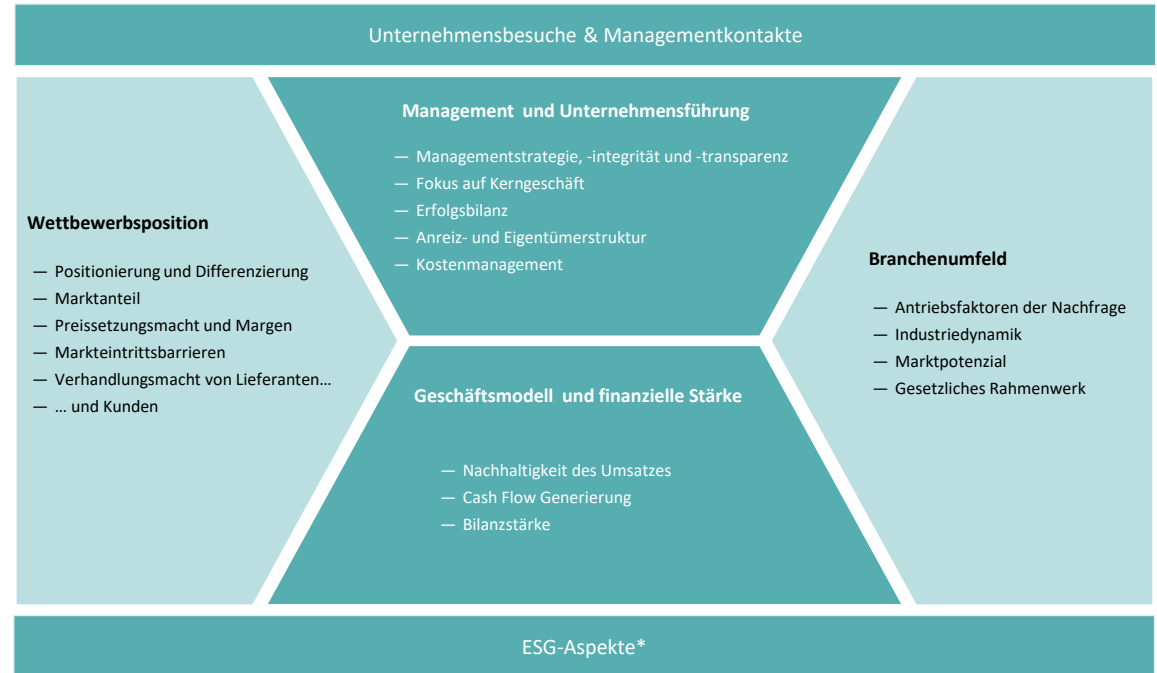 Unternehmensbesuche & Managementkontakte
Management und Unternehmensführung
— Managementstrategie, -integrität und -transparenz
— Fokus auf Kerngeschäft
— Erfolgsbilanz
— Anreiz- und Eigentümerstruktur
— Kostenmanagement
Wettbewerbsposition
— Positionierung und Differenzierung
— Marktanteil
— Preissetzungsmacht und Margen
— Markteintrittsbarrieren
— Verhandlungsmacht von Lieferanten…
— … und Kunden
Branchenumfeld
— Antriebsfaktoren der Nachfrage
— Industriedynamik
— Marktpotenzial
— Gesetzliches Rahmenwerk
Geschäftsmodell und finanzielle Stärke
— Nachhaltigkeit des Umsatzes
— Cash Flow Generierung
— Bilanzstärke
ESG-Aspekte*